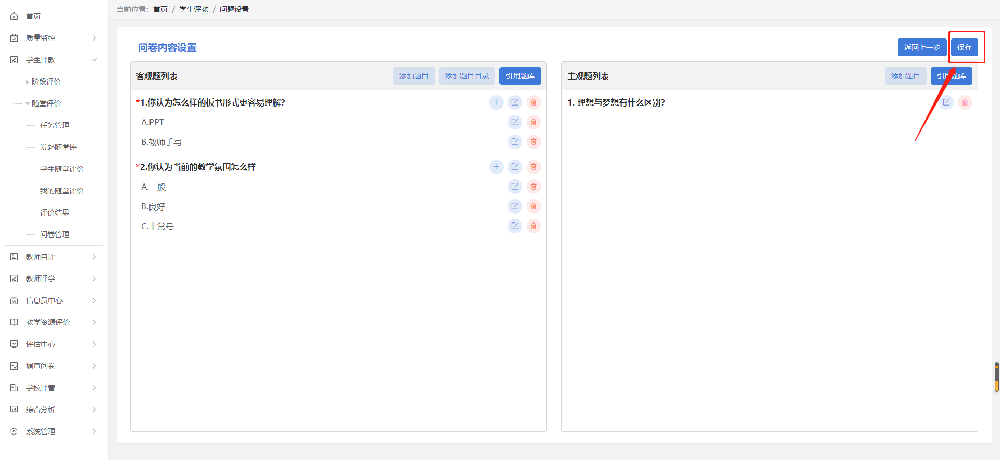 当前位置: 首页 / 学生评教 / 问题设置
首页
质量监控
学生评教
阶段评价
随堂评价
任务管理
发起随堂评
学生随堂评价
我的随堂评价
评价结果
问卷管理
教师自评
教师评学
信息员中心
教学资源评价
评估中心
调查问卷
学校评管
综合分析
系统管理
问卷内容设置
返回上一步
保存
客观题列表
添加题目
添加题目目录
引用题库
*1.你认为怎么样的板书形式更容易理解?
A.PPT
B.教师手写
*2.你认为当前的教学氛围怎么样
A.一般
B.良好
C.非常号
主观题列表
添加题目
引用题库
1. 理想与梦想有什么区别?